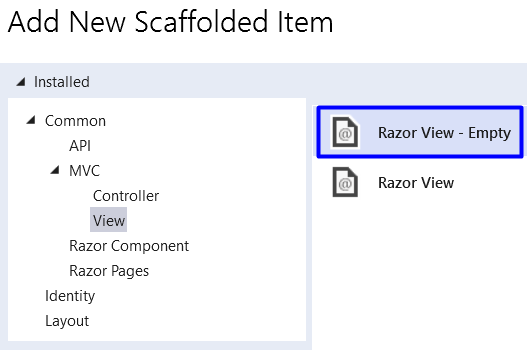 Add New Scaffolded Item
Installed
Common
API
MVC
Controller
View
Razor Component
Razor Pages
Identity
Layout
@ Razor View - Empty
@ Razor View